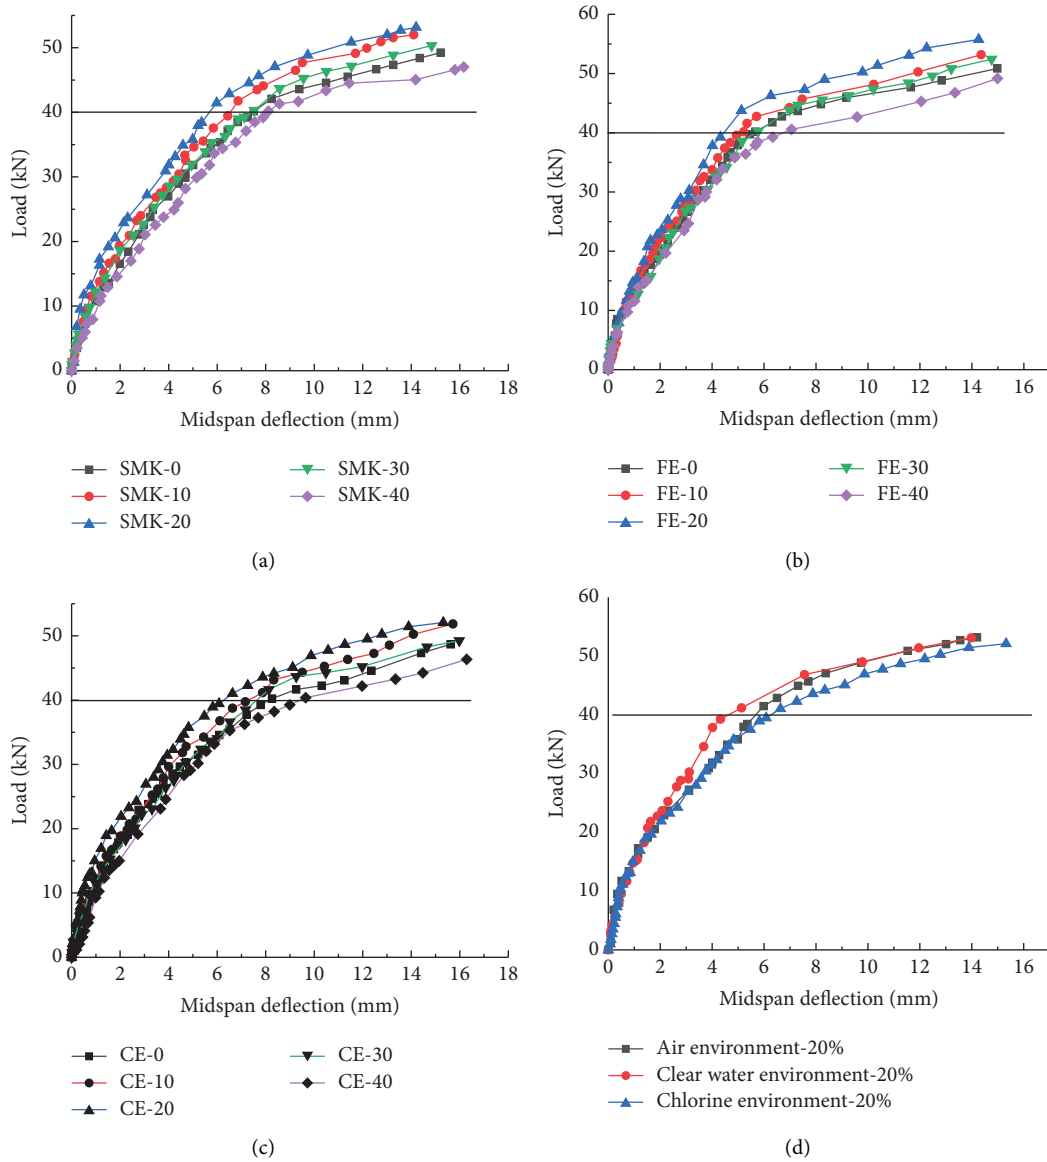 50
40
30
20
10
0
Load (kN)
0 2 4 6 8 10 12 14 16 18
Midspan deflection (mm)
SMK-0
SMK-10
SMK-20
SMK-30
SMK-40
(a)
60
50
40
30
20
10
0
Load (kN)
0 2 4 6 8 10 12 14 16
Midspan deflection (mm)
FE-0
FE-10
FE-20
FE-30
FE-40
(b)
50
40
30
20
10
0
Load (kN)
0 2 4 6 8 10 12 14 16 18
Midspan deflection (mm)
CE-0
CE-10
CE-20
CE-30
CE-40
(c)
60
50
40
30
20
10
0
Load (kN)
0 2 4 6 8 10 12 14 16
Midspan deflection (mm)
Air environment-20%
Clear water environment-20%
Chlorine environment-20%
(d)